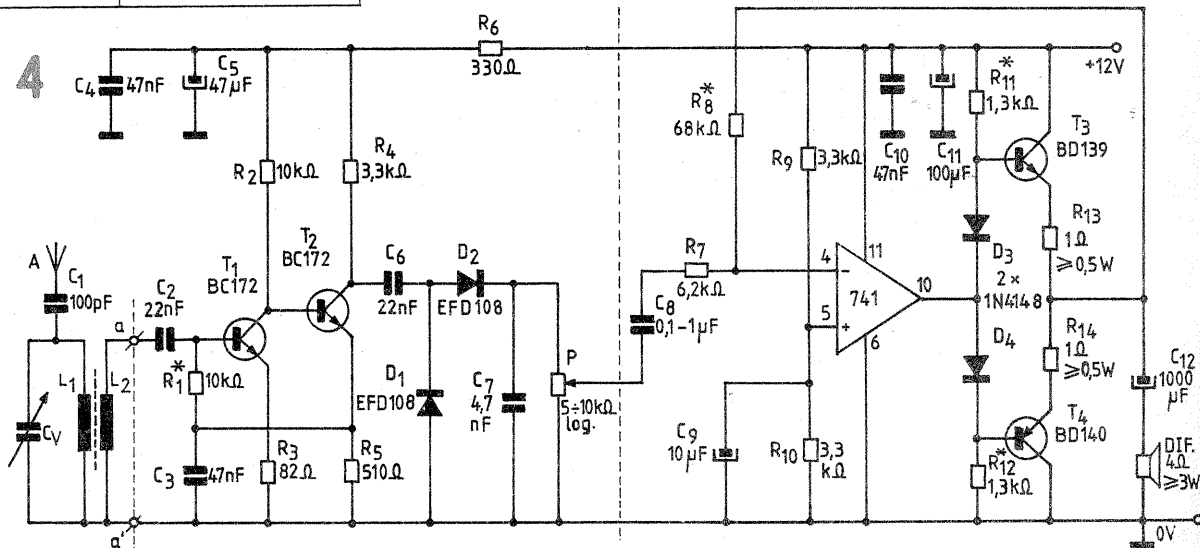 4
C4
47nF
C5
47µF
R6
330Ω
R2
10kΩ
R4
3,3kΩ
A
C1
100pF
C2
22nF
T1
BC172
T2
BC172
C6
22nF
D2
EFD108
a
R1*
10kΩ
L1
L2
CV
C3
47nF
R3
82Ω
R5
510Ω
D1
EFD108
C7
4,7
nF
P
5÷10kΩ
log.
a'
R8*
68kΩ
R7
6,2kΩ
C8
0,1-1µF
R9
3,3kΩ
C10
47nF
C11
100µF
R11*
1,3kΩ
+12V
T3
BD139
4
-
11
741
10
5
+
6
D3
2×
1N4148
D4
R13
1Ω
≥0,5W
R14
1Ω
≥0,5W
C12
1000
µF
T4
BD140
C9
10µF
R10
3,3
kΩ
R12*
1,3kΩ
DIF.
4Ω
≥3W
0V